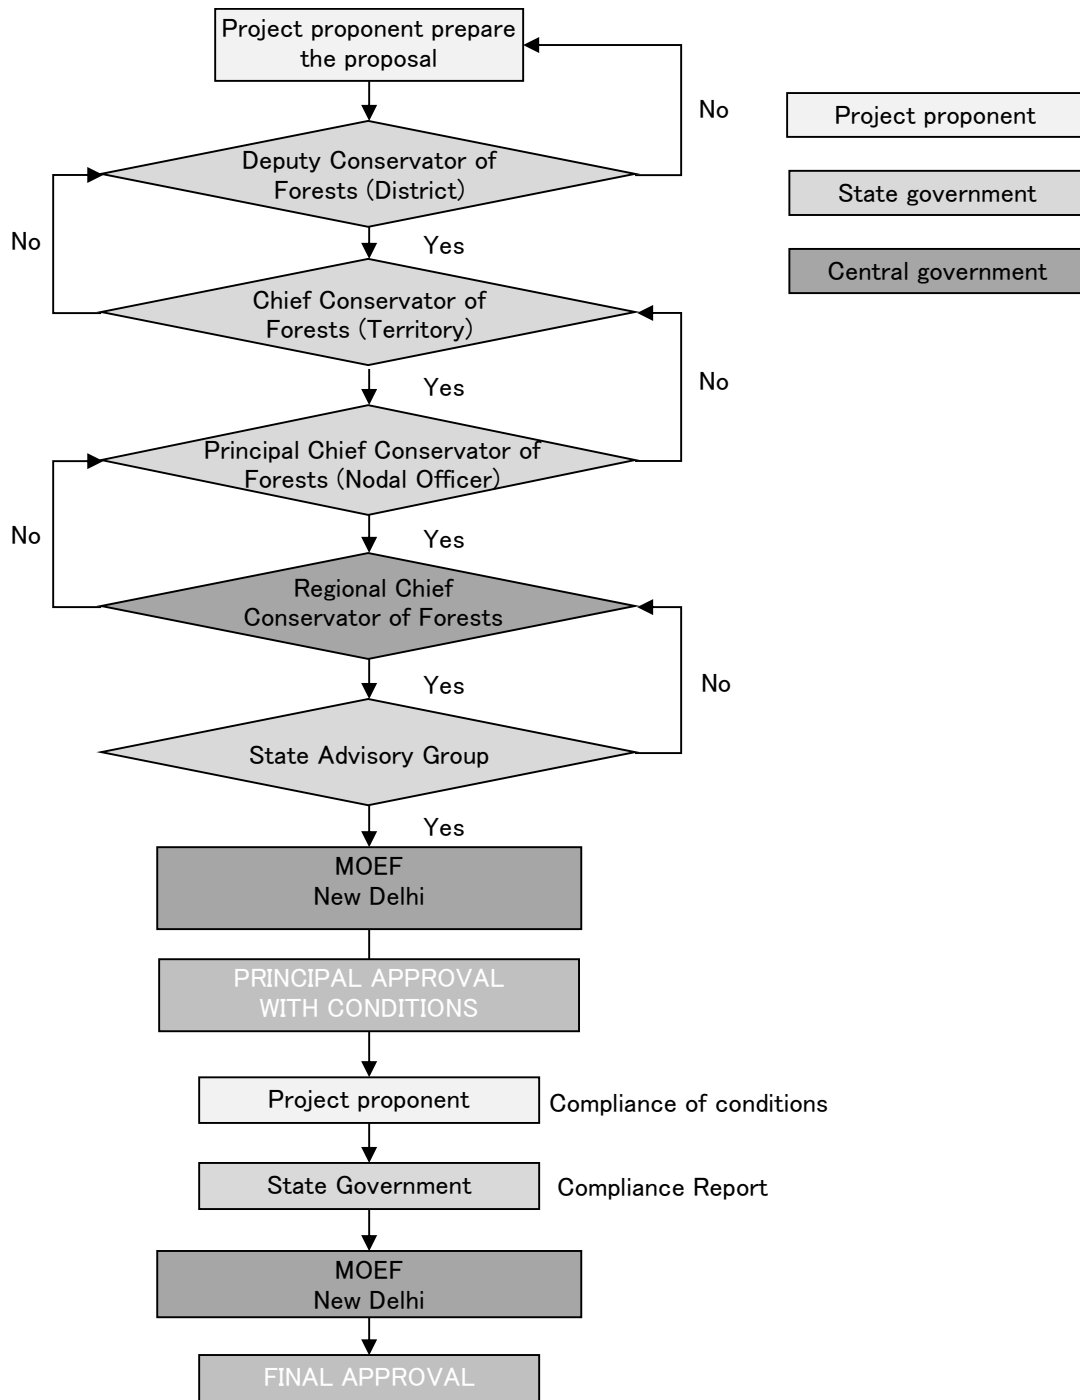 Project proponent prepare
the proposal
No
Project proponent
Deputy Conservator of
Forests (District)
State government
No
Yes
Central government
Chief Conservator of
Forests (Territory)
Yes
No
Principal Chief Conservator of
Forests (Nodal Officer)
No
Yes
Regional Chief
Conservator of Forests
Yes
No
State Advisory Group
Yes
MOEF
New Delhi
PRINCIPAL APPROVAL
WITH CONDITIONS
Project proponent
Compliance of conditions
State Government
Compliance Report
MOEF
New Delhi
FINAL APPROVAL